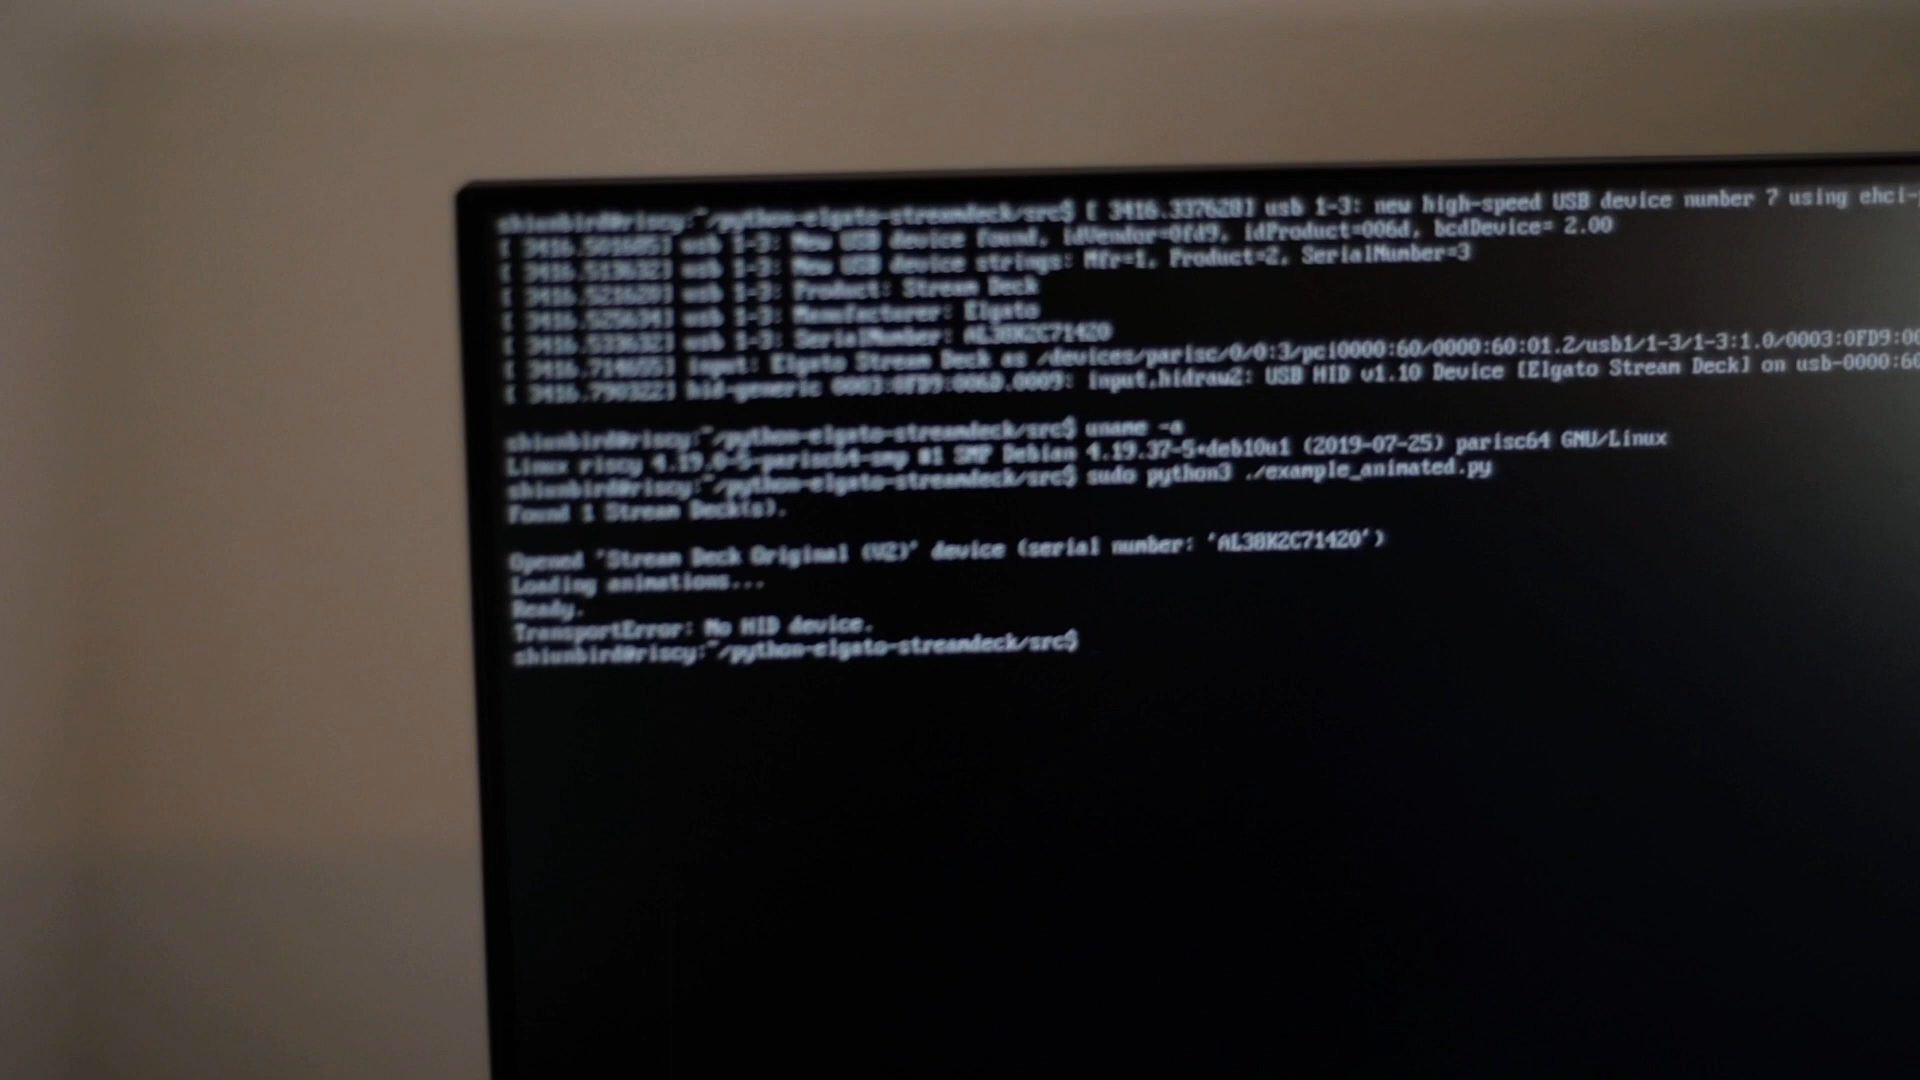 shiunbird@riscy:~/python-elgato-streamdeck/src$ [ 3416.337620] usb 1-3: new high-speed USB device number 7 using ehci-
[ 3416.501605] usb 1-3: New USB device found, idVendor=0fd9, idProduct=006d, bcdDevice= 2.00
[ 3416.513632] usb 1-3: New USB device strings: Mfr=1, Product=2, SerialNumber=3
[ 3416.521620] usb 1-3: Product: Stream Deck
[ 3416.525634] usb 1-3: Manufacturer: Elgato
[ 3416.533632] usb 1-3: SerialNumber: AL38K2C71420
[ 3416.714655] input: Elgato Stream Deck as /devices/parisc/0/0:3/pci0000:60/0000:60:01.2/usb1/1-3/1-3:1.0/0003:0FD9:00
[ 3416.790322] hid-generic 0003:0FD9:006D.0009: input,hidraw2: USB HID v1.10 Device [Elgato Stream Deck] on usb-0000:60
shiunbird@riscy:~/python-elgato-streamdeck/src$ uname -a
Linux riscy 4.19.0-5-parisc64-smp #1 SMP Debian 4.19.37-5+deb10u1 (2019-07-25) parisc64 GNU/Linux
shiunbird@riscy:~/python-elgato-streamdeck/src$ sudo python3 ./example_animated.py
Found 1 Stream Deck(s).
Opened 'Stream Deck Original (V2)' device (serial number: 'AL38K2C71420')
Loading animations...
Ready.
TransportError: No HID device.
shiunbird@riscy:~/python-elgato-streamdeck/src$